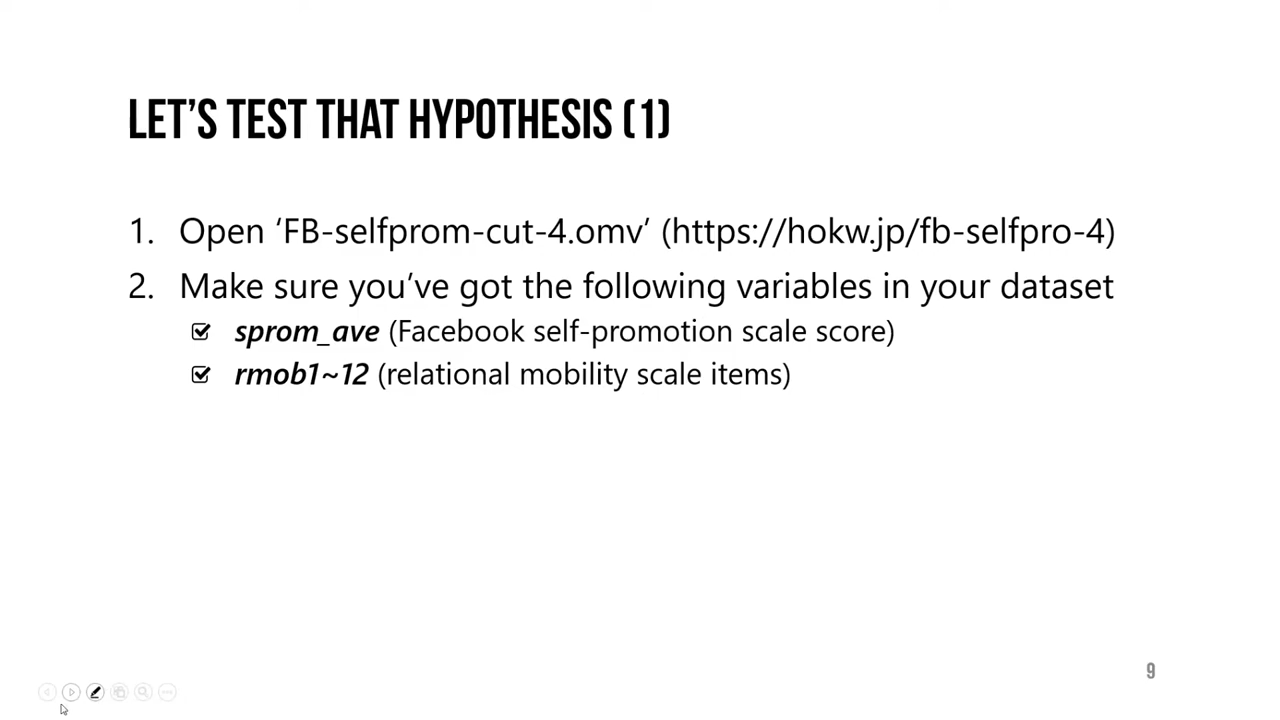 LET’S TEST THAT HYPOTHESIS (1)
1. Open ‘FB-selfprom-cut-4.omv’ (https://hokw.jp/fb-selfpro-4)
2. Make sure you’ve got the following variables in your dataset
sprom_ave (Facebook self-promotion scale score)
rmob1~12 (relational mobility scale items)
9